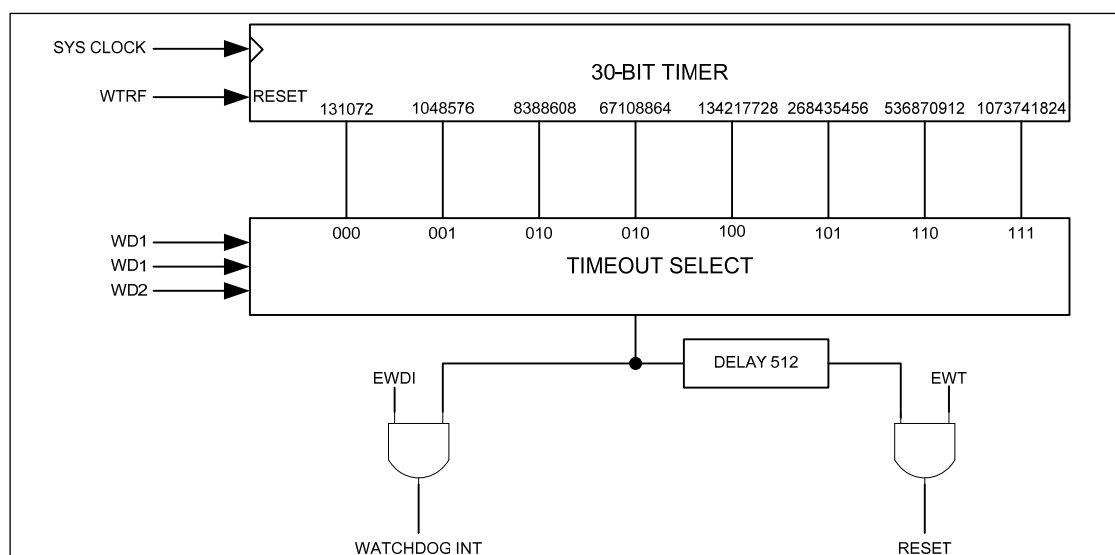 SYS CLOCK
30-BIT TIMER
WTRF
RESET
131072 1048576 8388608 67108864 134217728 268435456 536870912 1073741824
000 001 010 010 100 101 110 111
WD1
WD1
WD2
TIMEOUT SELECT
DELAY 512
EWDI
EWT
WATCHDOG INT
RESET